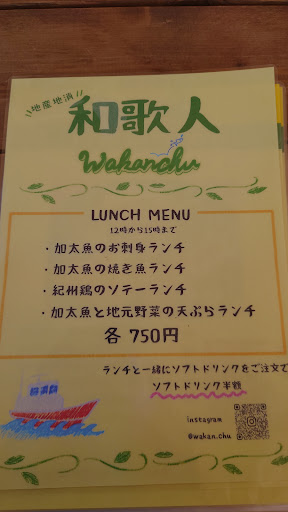 地産地消
和歌人
Wakanchu
LUNCH MENU
12時から15時まで
・加太魚のお刺身ランチ
・加太魚の焼き魚ランチ
・紀州鶏のソテーランチ
・加太魚と地元野菜の天ぷらランチ
各 750円
ランチと一緒にソフトドリンクをご注文で
ソフトドリンク半額
instagram
@wakan.chu